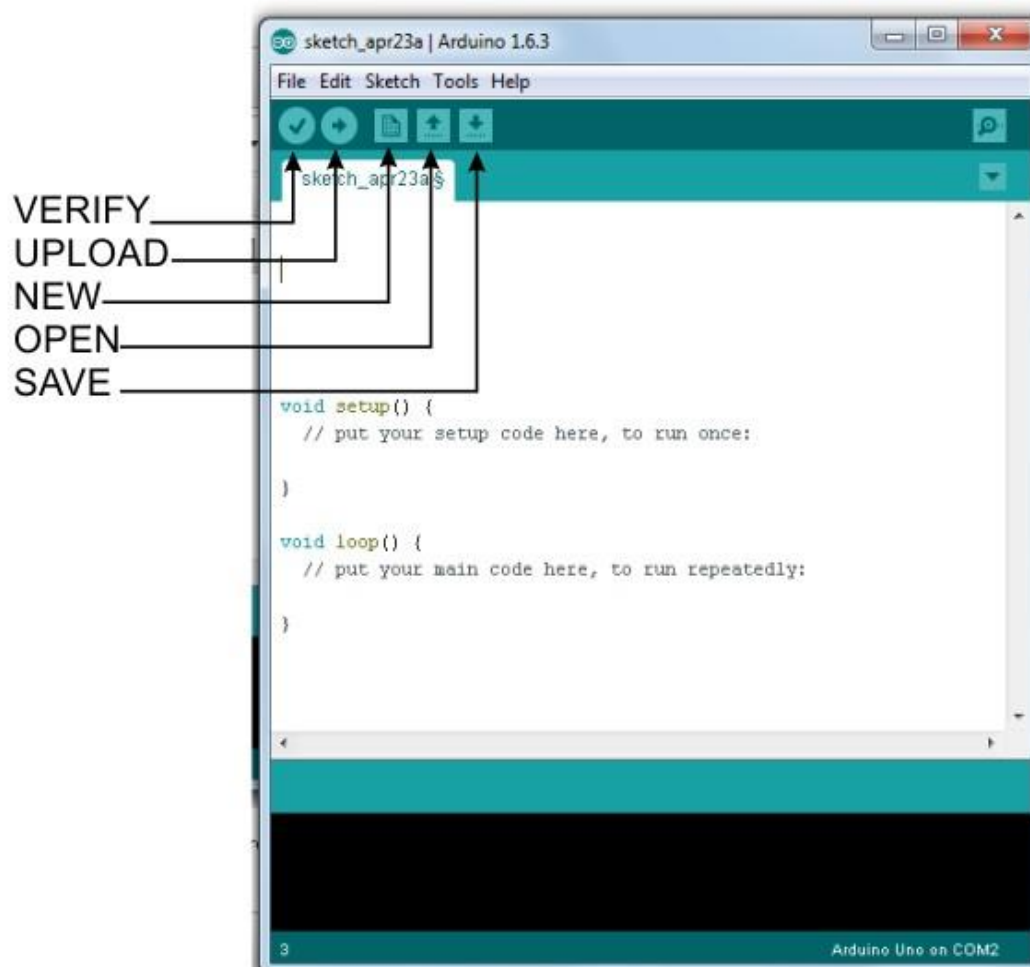 sketch_apr23a | Arduino 1.6.3
File Edit Sketch Tools Help
sketch_apr23a§
VERIFY
UPLOAD
NEW
OPEN
SAVE
void setup() {
// put your setup code here, to run once:
}
void loop() {
// put your main code here, to run repeatedly:
}
3
Arduino Uno on COM2